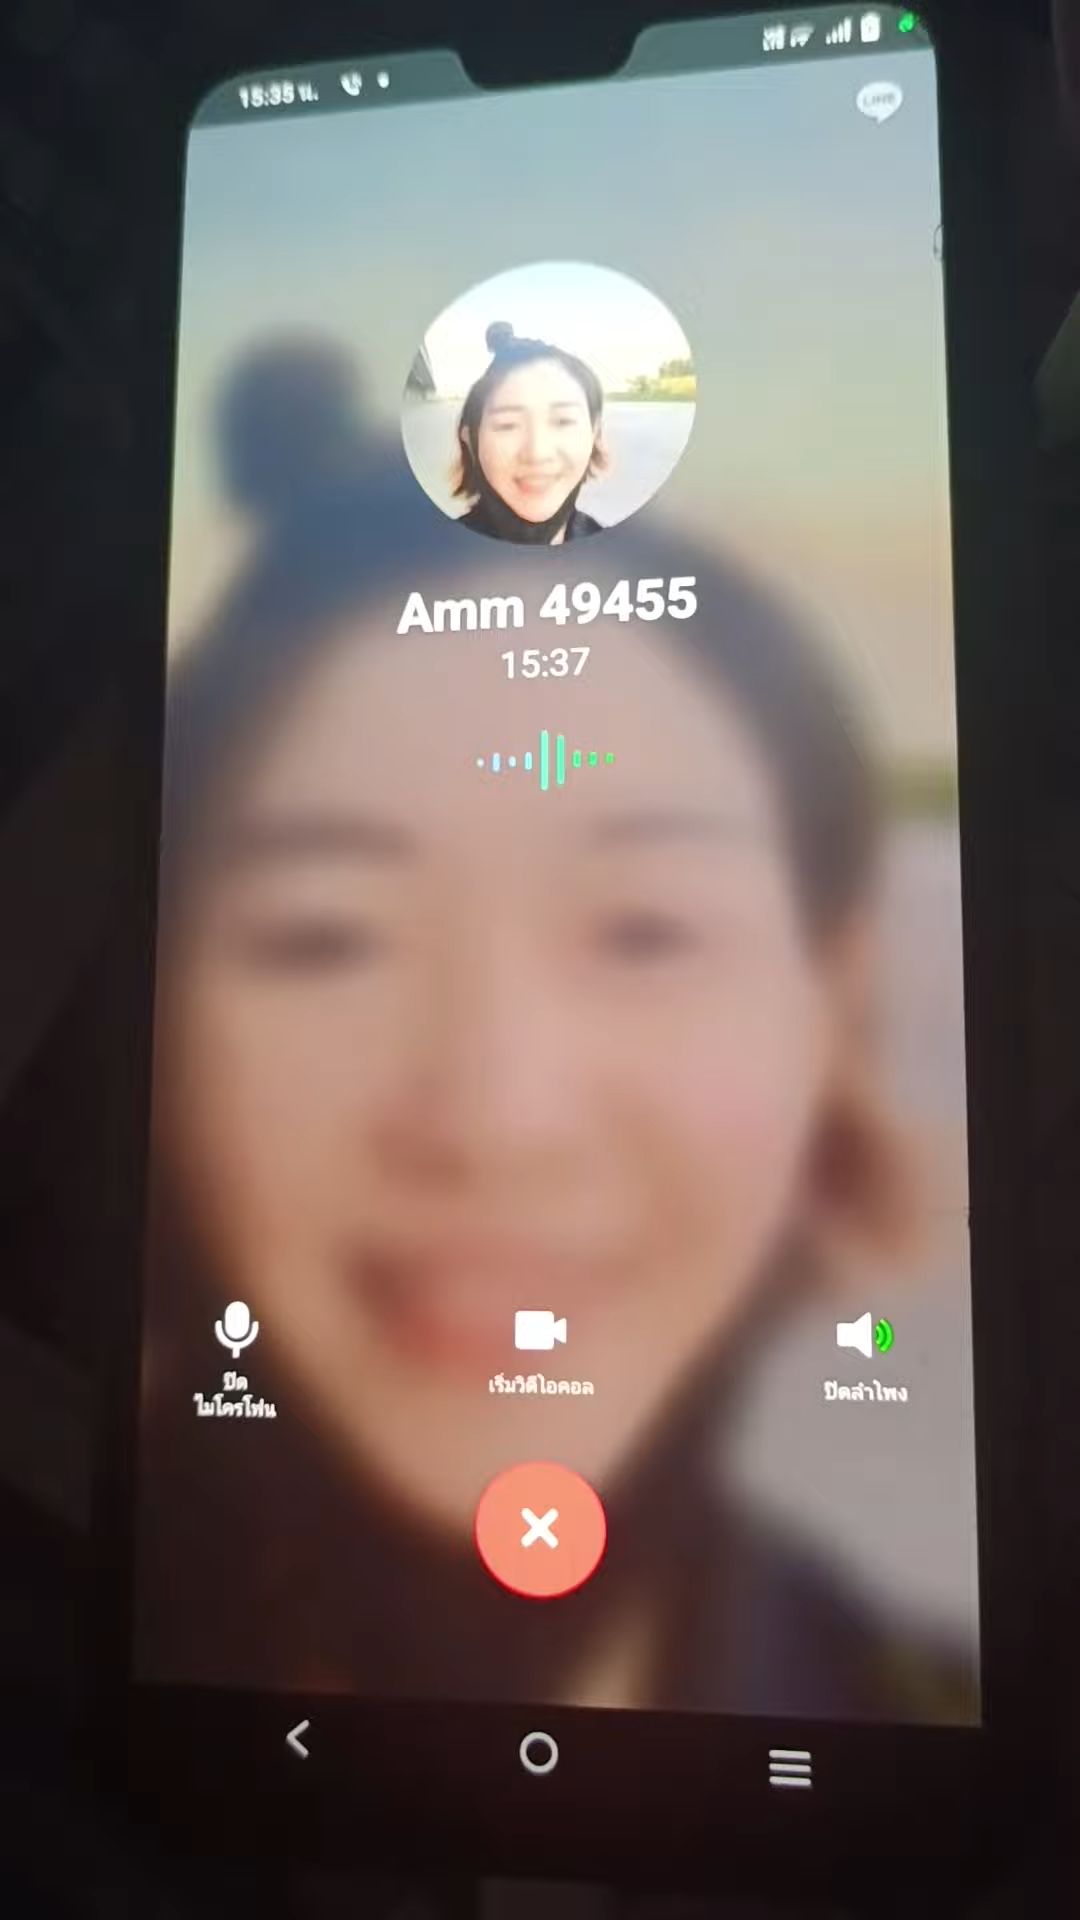 15:35 น.
LINE
Amm 49455
15:37
ปิด
ไมโครโฟน
เริ่มวิดีโอคอล
ปิดลำโพง